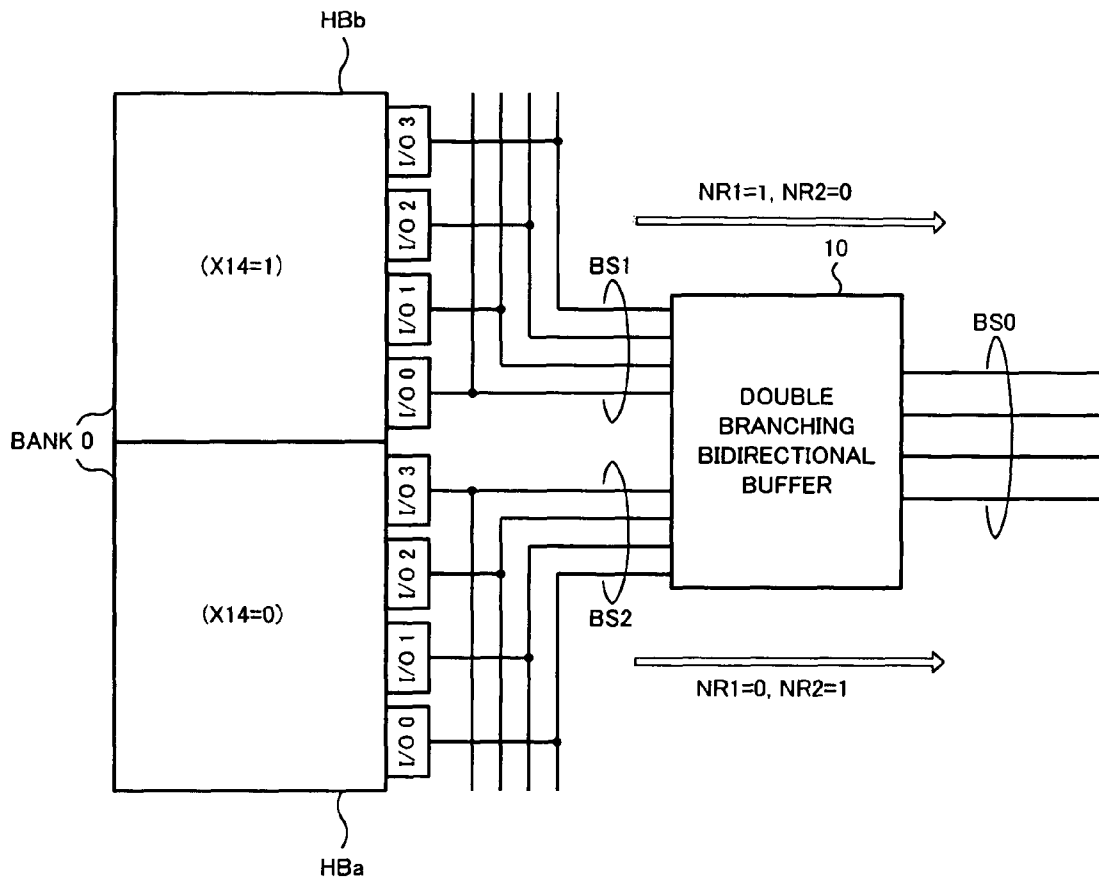 HBb
I/O 3
I/O 2
I/O 1
I/O 0
(X14=1)
NR1=1, NR2=0
10
BS1
BS0
DOUBLE
BRANCHING
BIDIRECTIONAL
BUFFER
BANK 0
I/O 3
I/O 2
I/O 1
I/O 0
(X14=0)
BS2
NR1=0, NR2=1
HBa